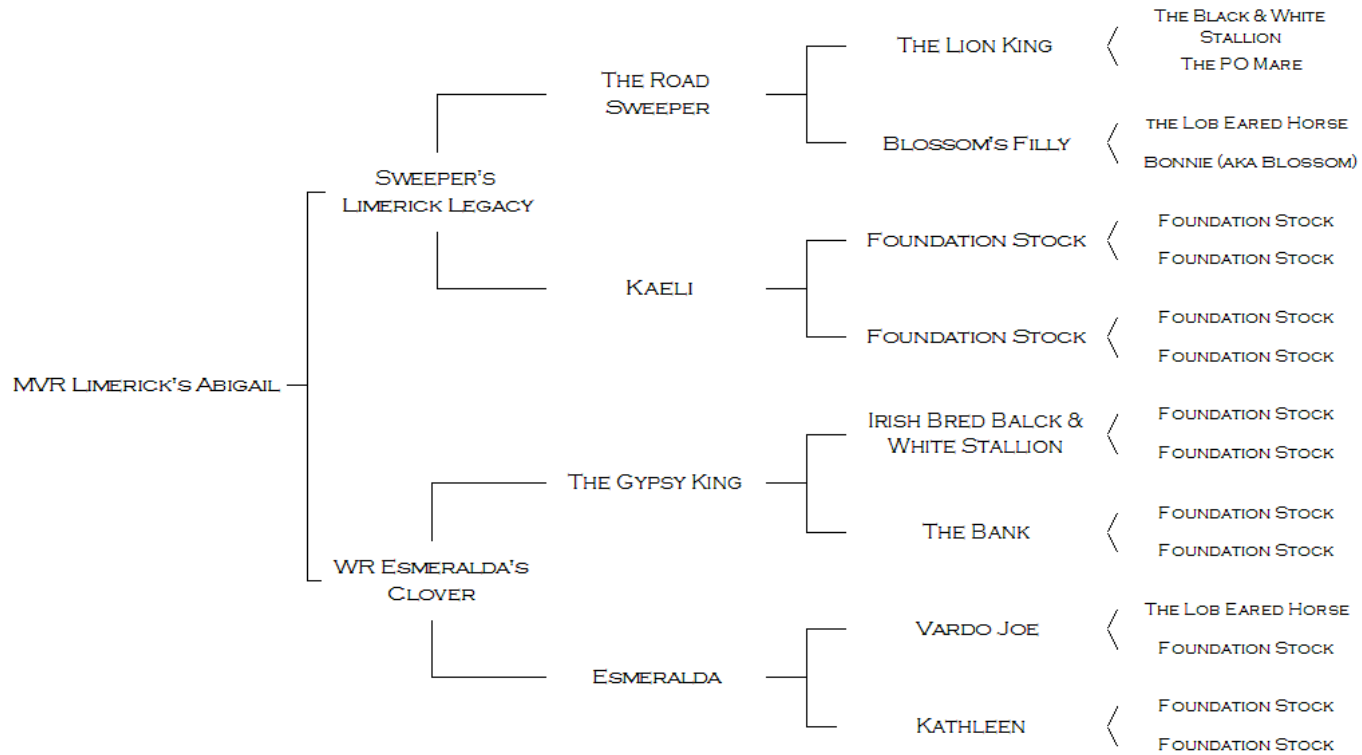 The Black & White
Stallion
The Lion King
The PO Mare
The Road
Sweeper
the Lob Eared Horse
Blossom's Filly
Bonnie (aka Blossom)
Sweeper's
Limerick Legacy
Foundation Stock
Foundation Stock
Foundation Stock
Kaeli
Foundation Stock
Foundation Stock
Foundation Stock
MVR Limerick's Abigail
Foundation Stock
Irish Bred Balck &
White Stallion
Foundation Stock
The Gypsy King
Foundation Stock
The Bank
Foundation Stock
WR Esmeralda's
Clover
The Lob Eared Horse
Vardo Joe
Foundation Stock
Esmeralda
Foundation Stock
Kathleen
Foundation Stock